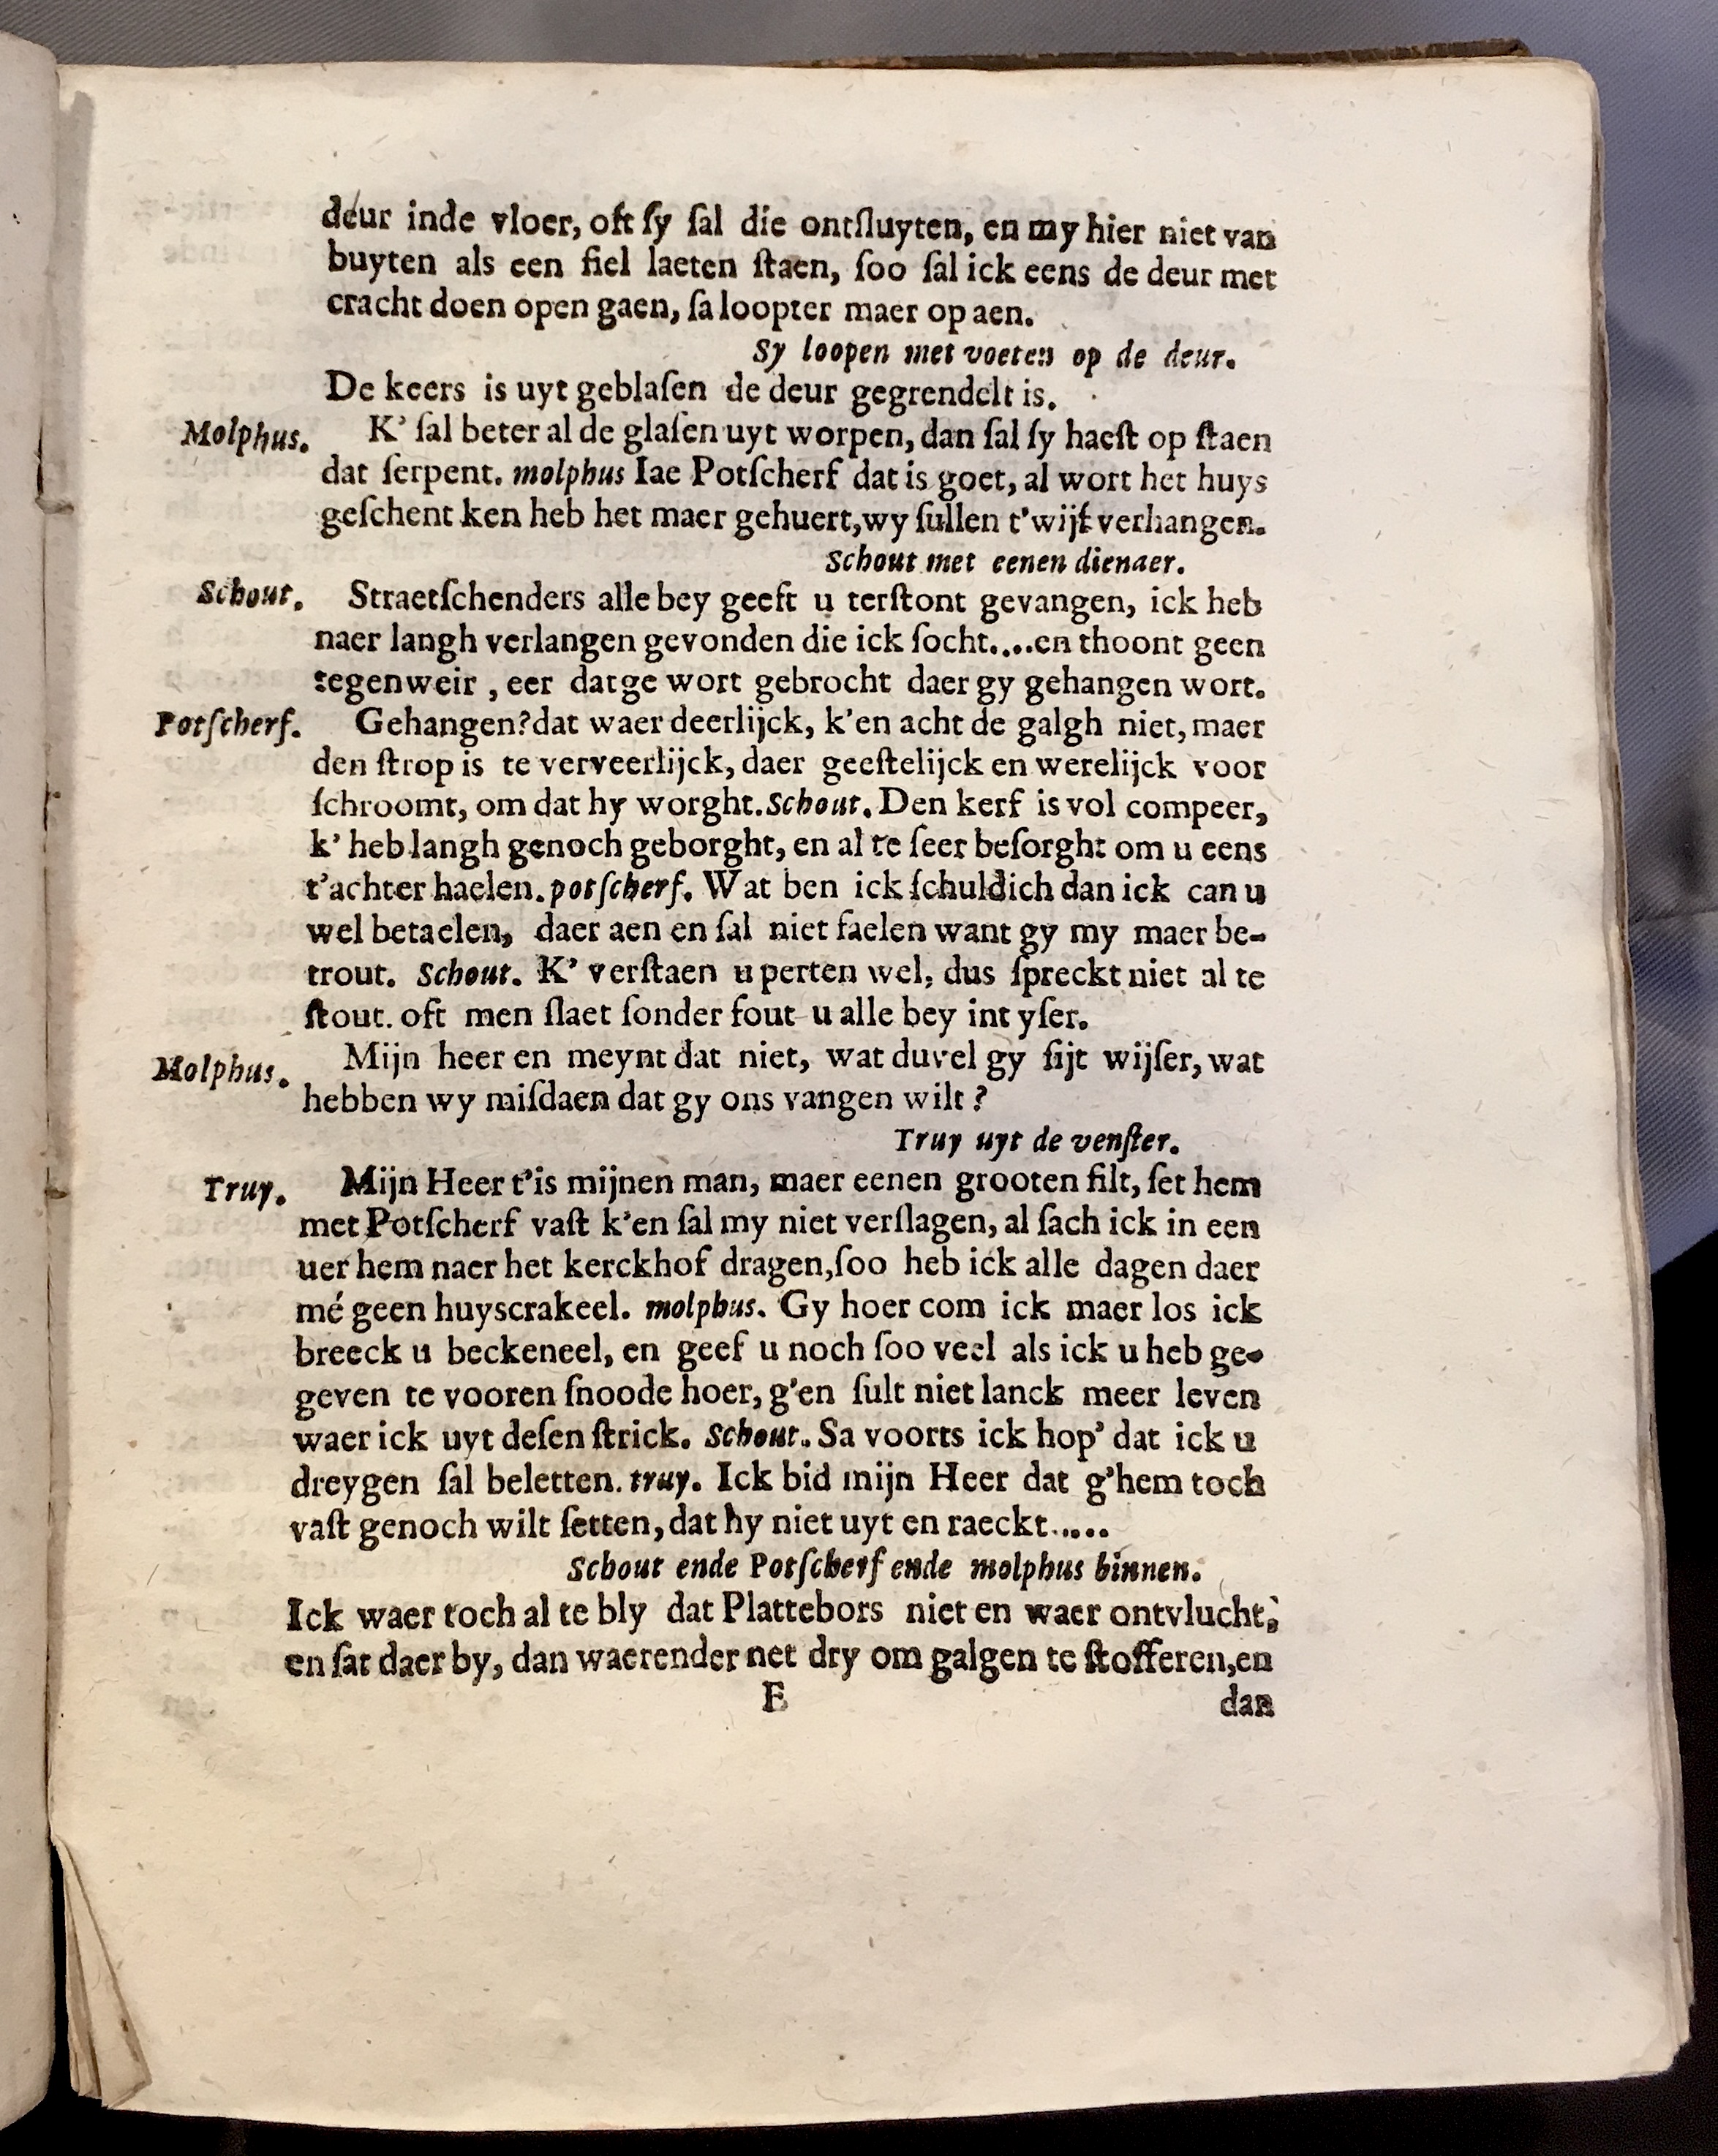 deur inde vloer, oft ſy ſal die ontſluyten, en my hier niet van
buyten als een fiel laeten ſtaen, ſoo ſal ick eens de deur met
cracht doen open gaen, ſa loopter maer op aen.
Sy loopen met voeten op de deur.
De keers is uyt geblaſen de deur gegrendelt is.
Molphus. K' ſal beter al de glaſen uyt worpen, dan ſal ſy haeſt op ſtaen
dat ſerpent. molphus Iae Potſcherf dat is goet, al wort het huys
geſchent ken heb het maer gehuert, wy ſullen t'wijf verhangen.
Schout met eenen dienaer.
Schout. Straetſchenders alle bey geeft u terſtont gevangen, ick heb
naer langh verlangen gevonden die ick ſocht....en thoont geen
tegenweir , eer datge wort gebrocht daer gy gehangen wort.
Potſcherf. Gehangen? dat waer deerlijck, k'en acht de galgh niet, maer
den ſtrop is te verveerlijck, daer geeſtelijck en werelijck voor
ſchroomt, om dat hy worght. Schout. Den kerf is vol compeer,
k' heb langh genoch geborght, en al te ſeer beſorght om u eens
t'achter haelen. potſcherf. Wat ben ick ſchuldich dan ick can u
wel betaelen, daer aen en ſal niet faelen want gy my maer be-
trout. Schout. K' verſtaen u perten wel, dus ſpreckt niet al te
ſtout. oft men ſlaet ſonder fout u alle bey int yſer.
Molphus. Mijn heer en meynt dat niet, wat duvel gy ſijt wijſer, wat
hebben wy miſdaen dat gy ons vangen wilt ?
Truy uyt de venſter.
Truy. Mijn Heer t'is mijnen man, maer eenen grooten filt, ſet hem
met Potſcherf vaſt k'en ſal my niet verſlagen, al ſach ick in een
uer hem naer het kerckhof dragen, ſoo heb ick alle dagen daer
mé geen huyscrakeel. molphus. Gy hoer com ick maer los ick
breeck u beckeneel, en geef u noch ſoo veel als ick u heb ge-
geven te vooren ſnoode hoer, g'en ſult niet lanck meer leven
waer ick uyt deſen ſtrick. Schout. Sa voorts ick hop' dat ick u
dreygen ſal beletten. truy. Ick bid mijn Heer dat g'hem toch
vaſt genoch wilt ſetten, dat hy niet uyt en raeckt.....
Schout ende Potſcherf ende molphus binnen.
Ick waer toch al te bly dat Plattebors niet en waer ontvlucht;
en ſat daer by, dan waerender net dry om galgen te ſtofferen, en
E dan